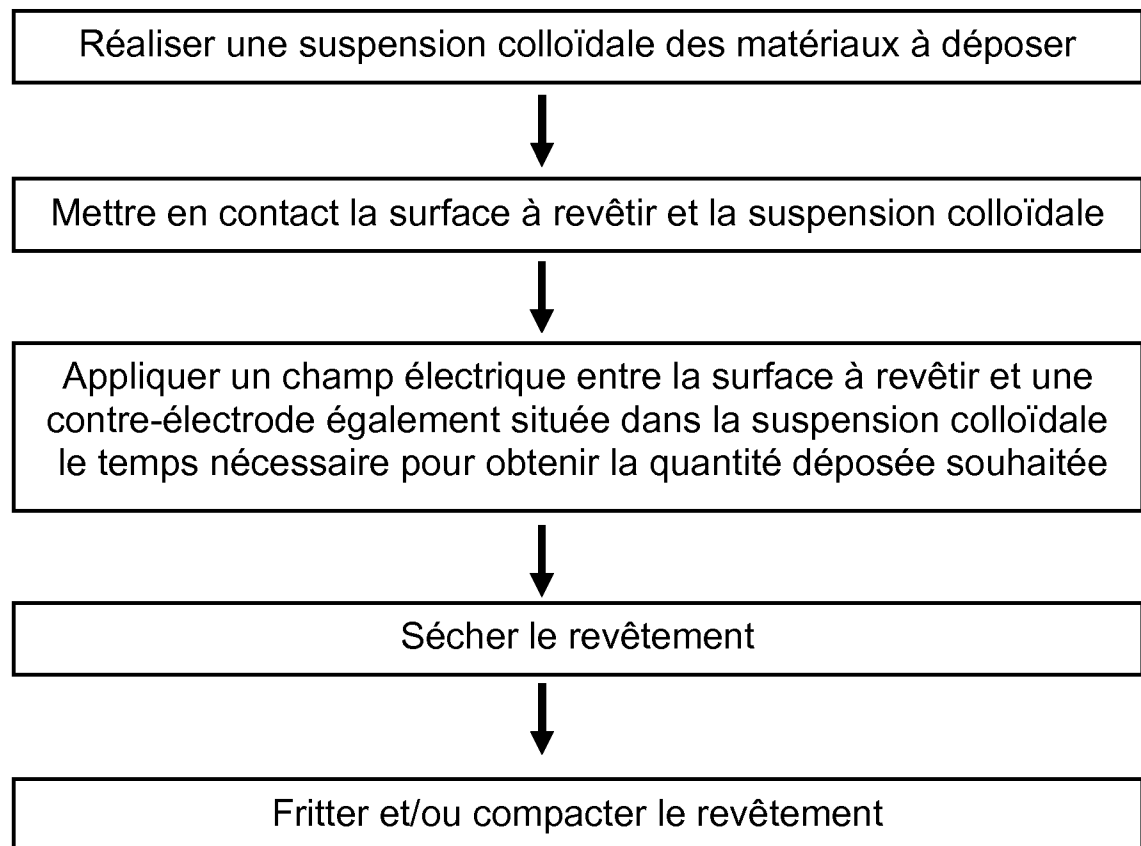 Réaliser une suspension colloïdale des matériaux à déposer
Mettre en contact la surface à revêtir et la suspension colloïdale
Appliquer un champ électrique entre la surface à revêtir et une
contre-électrode également située dans la suspension colloïdale
le temps nécessaire pour obtenir la quantité déposée souhaitée
Sécher le revêtement
Fritter et/ou compacter le revêtement